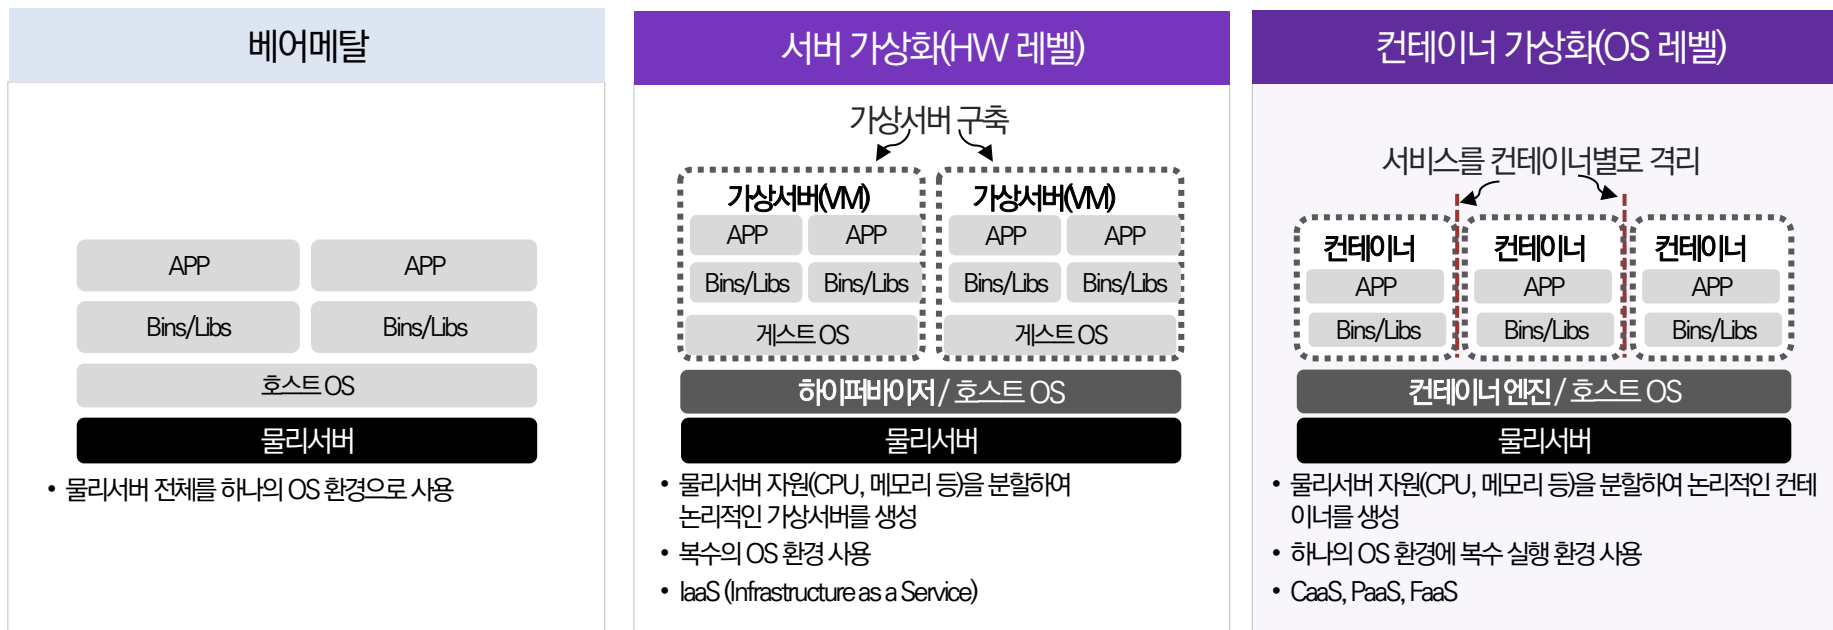 베어메탈
APP
APP
Bins/Libs
Bins/Libs
호스트 OS
물리서버
• 물리서버 전체를 하나의 OS 환경으로 사용
서버 가상화(HW 레벨)
가상서버 구축
가상서버(VM)
가상서버(VM)
APP
APP
APP
APP
Bins/Libs
Bins/Libs
Bins/Libs
Bins/Libs
게스트 OS
게스트 OS
하이퍼바이저 / 호스트 OS
물리서버
• 물리서버 자원(CPU, 메모리 등)을 분할하여
논리적인 가상서버를 생성
• 복수의 OS 환경 사용
• IaaS (Infrastructure as a Service)
컨테이너 가상화(OS 레벨)
서비스를 컨테이너별로 격리
컨테이너
컨테이너
컨테이너
APP
APP
APP
Bins/Libs
Bins/Libs
Bins/Libs
컨테이너 엔진 / 호스트 OS
물리서버
• 물리서버 자원(CPU, 메모리 등)을 분할하여 논리적인 컨테
이너를 생성
• 하나의 OS 환경에 복수 실행 환경 사용
• CaaS, PaaS, FaaS